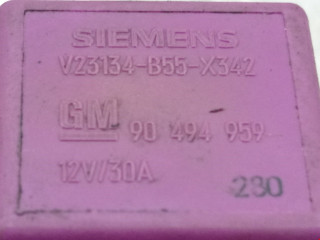 SIEMENS
V23134-B55-X342
GM 90 494 959
12V/30A
230